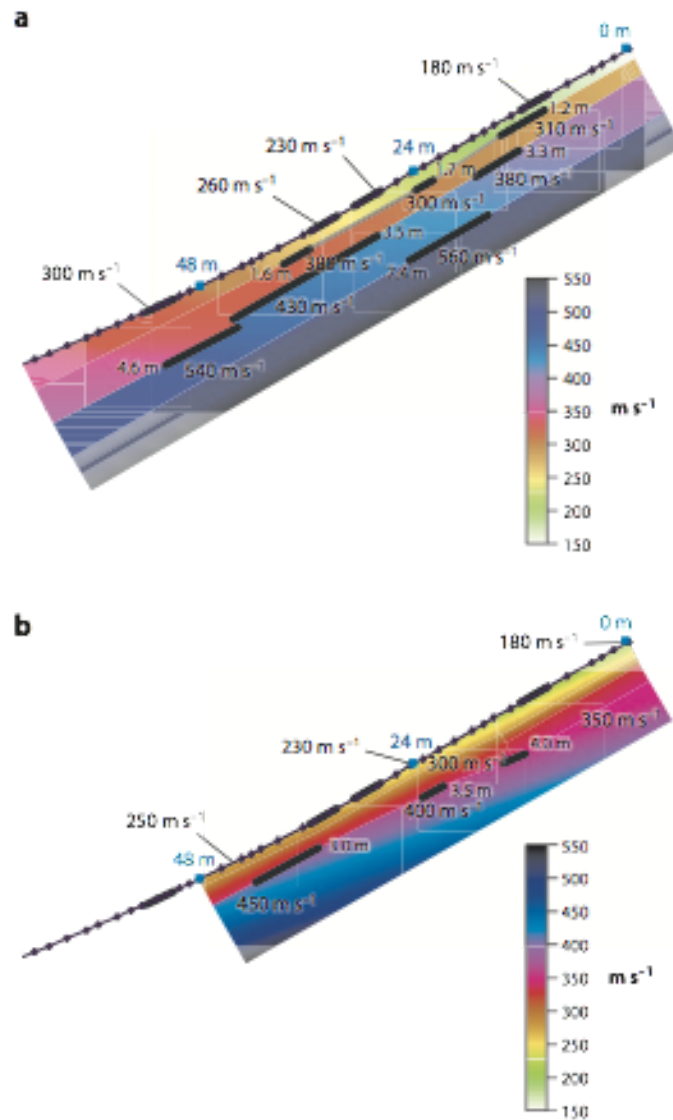 a
0 m
180 m s⁻¹
1.2 m
310 m s⁻¹
230 m s⁻¹
24 m
3.3 m
1.7 m
380 m s⁻¹
260 m s⁻¹
300 m s⁻¹
3.5 m
48 m
380 m s⁻¹
560 m s⁻¹
300 m s⁻¹
1.6 m
7.4 m
430 m s⁻¹
4.6 m
540 m s⁻¹
550
500
450
400
350
300
250
200
150
m s⁻¹
b
0 m
180 m s⁻¹
350 m s⁻¹
24 m
230 m s⁻¹
4.0 m
300 m s⁻¹
3.5 m
400 m s⁻¹
250 m s⁻¹
48 m
3.0 m
450 m s⁻¹
550
500
450
400
350
300
250
200
150
m s⁻¹